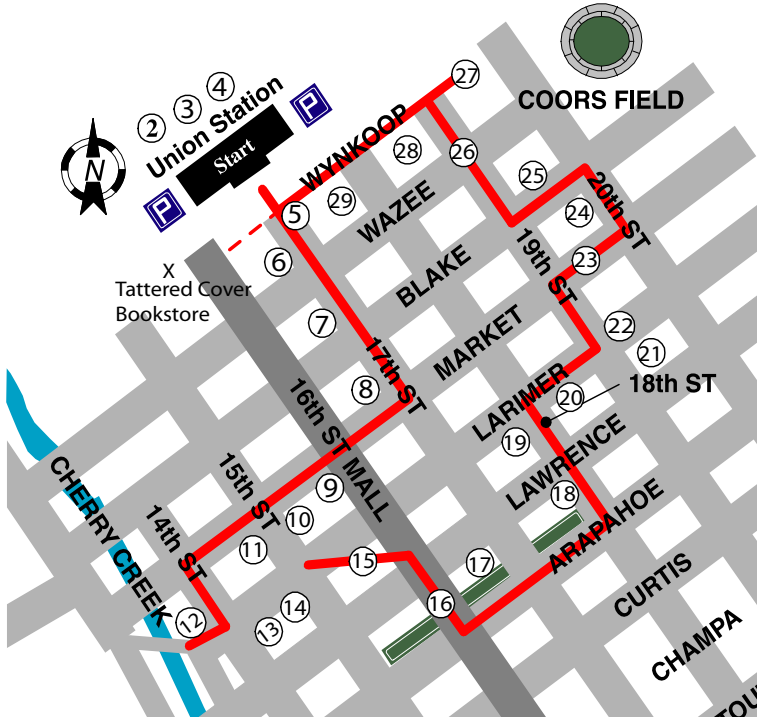 27
COORS FIELD
4
3
2
Union Station
P
Start
P
N
WYNKOOP
28
26
25
29
WAZEE
5
24
20th ST
6
BLAKE
19th ST
23
X
Tattered Cover
Bookstore
7
MARKET
22
21
17th ST
8
16th ST MALL
LARIMER
20
18th ST
19
LAWRENCE
15th ST
9
10
18
CHERRY CREEK
14th ST
11
15
17
ARAPAHOE
CURTIS
16
14
13
12
CHAMPA
TOU